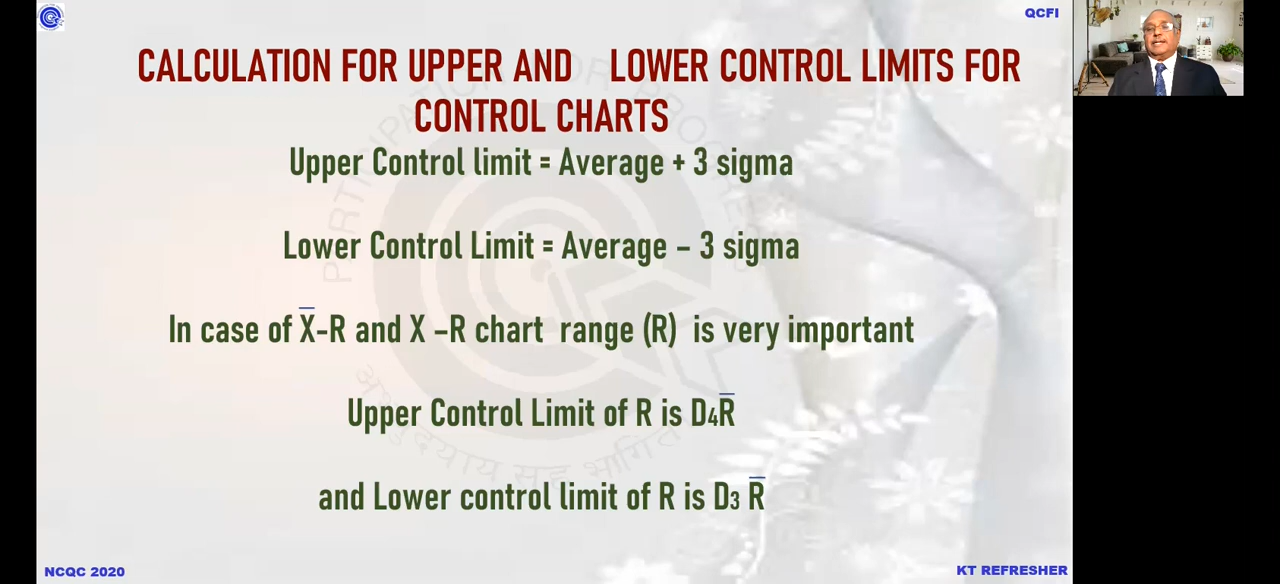 QCFI
CALCULATION FOR UPPER AND LOWER CONTROL LIMITS FOR
CONTROL CHARTS
Upper Control limit = Average + 3 sigma
Lower Control Limit = Average – 3 sigma
In case of X̅-R and X –R chart range (R) is very important
Upper Control Limit of R is D4R̅
and Lower control limit of R is D3 R̅
NCQC 2020
KT REFRESHER